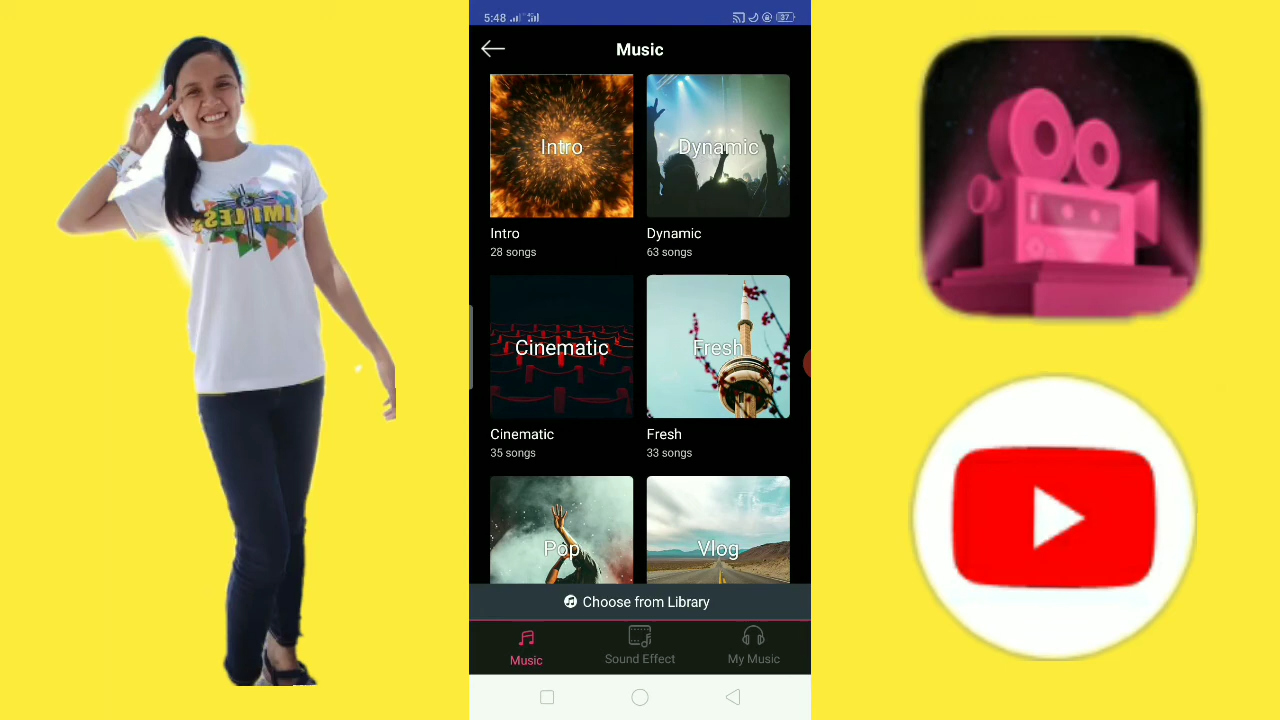 5:48
37
Music
Intro
Dynamic
Intro
Dynamic
28 songs
63 songs
Cinematic
Fresh
Cinematic
Fresh
35 songs
33 songs
Pop
Vlog
Choose from Library
Music
Sound Effect
My Music